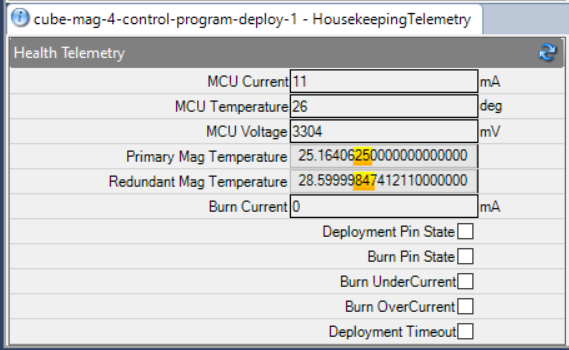 cube-mag-4-control-program-deploy-1 - HousekeepingTelemetry
Health Telemetry
MCU Current 11 mA
MCU Temperature 26 deg
MCU Voltage 3304 mV
Primary Mag Temperature 25.16406250000000000000
Redundant Mag Temperature 28.59999847412110000000
Burn Current 0 mA
Deployment Pin State
Burn Pin State
Burn UnderCurrent
Burn OverCurrent
Deployment Timeout